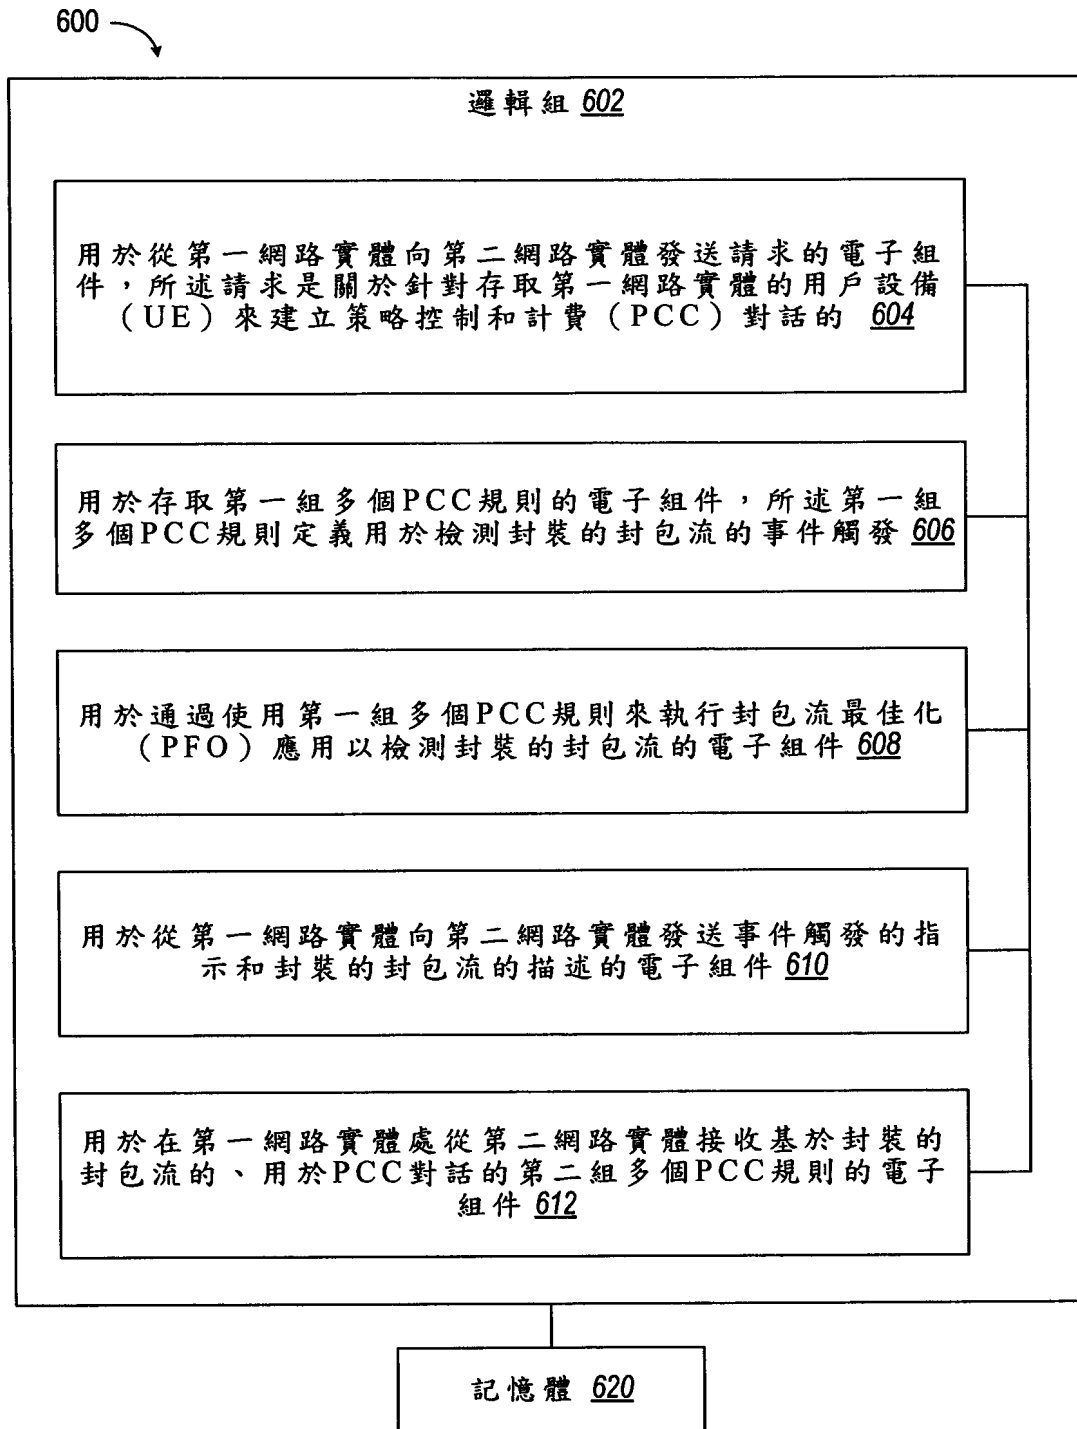 600
邏輯組 602
用於從第一網路實體向第二網路實體發送請求的電子組
件，所述請求是關於針對存取第一網路實體的用戶設備
（UE）來建立策略控制和計費（PCC）對話的 604
用於存取第一組多個PCC規則的電子組件，所述第一組
多個PCC規則定義用於檢測封裝的封包流的事件觸發 606
用於通過使用第一組多個PCC規則來執行封包流最佳化
（PFO）應用以檢測封裝的封包流的電子組件 608
用於從第一網路實體向第二網路實體發送事件觸發的指
示和封裝的封包流的描述的電子組件 610
用於在第一網路實體處從第二網路實體接收基於封裝的
封包流的、用於PCC對話的第二組多個PCC規則的電子
組件 612
記憶體 620